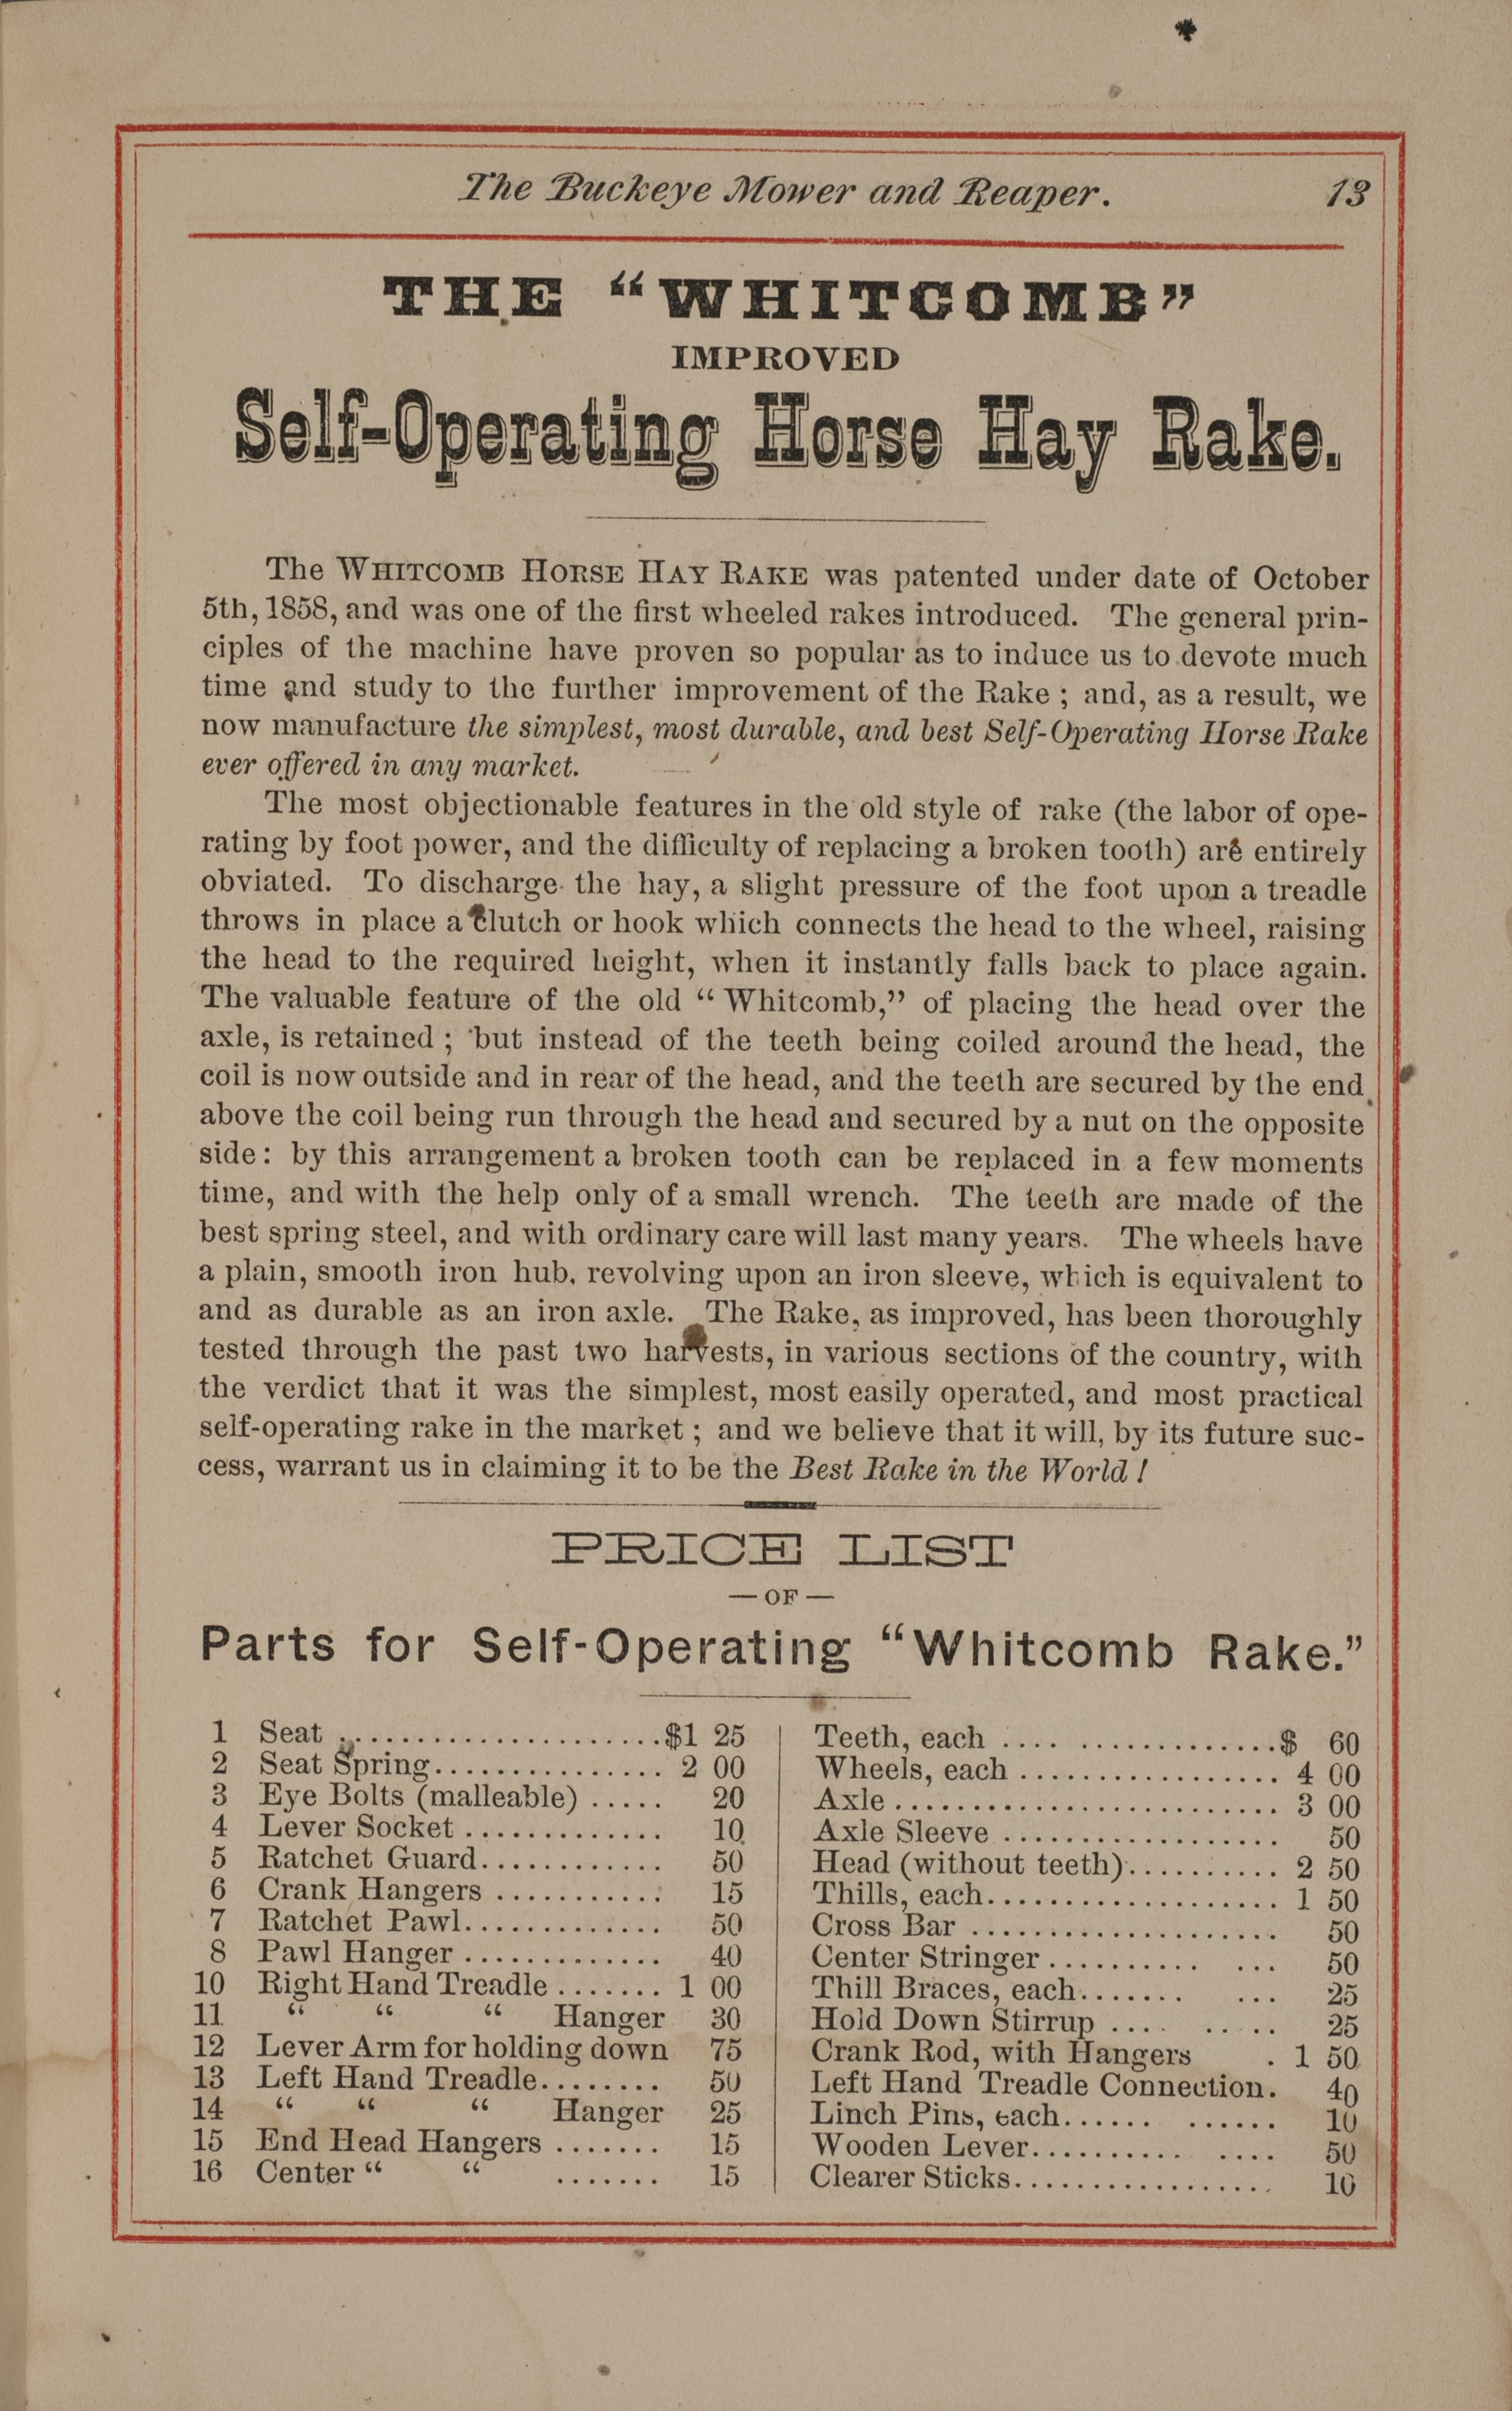 The Buckeye Mower and Reaper. 13
THE “WHITCOMB”
IMPROVED
Self-Operating Horse Hay Rake.
The WHITCOMB HORSE HAY RAKE was patented under date of October
5th, 1858, and was one of the first wheeled rakes introduced. The general prin-
ciples of the machine have proven so popular as to induce us to devote much
time and study to the further improvement of the Rake ; and, as a result, we
now manufacture the simplest, most durable, and best Self-Operating Horse Rake
ever offered in any market.
The most objectionable features in the old style of rake (the labor of ope-
rating by foot power, and the difficulty of replacing a broken tooth) are entirely
obviated. To discharge the hay, a slight pressure of the foot upon a treadle
throws in place a clutch or hook which connects the head to the wheel, raising
the head to the required height, when it instantly falls back to place again.
The valuable feature of the old “Whitcomb,” of placing the head over the
axle, is retained ; but instead of the teeth being coiled around the head, the
coil is now outside and in rear of the head, and the teeth are secured by the end
above the coil being run through the head and secured by a nut on the opposite
side: by this arrangement a broken tooth can be replaced in a few moments
time, and with the help only of a small wrench. The teeth are made of the
best spring steel, and with ordinary care will last many years. The wheels have
a plain, smooth iron hub, revolving upon an iron sleeve, which is equivalent to
and as durable as an iron axle. The Rake, as improved, has been thoroughly
tested through the past two harvests, in various sections of the country, with
the verdict that it was the simplest, most easily operated, and most practical
self-operating rake in the market ; and we believe that it will, by its future suc-
cess, warrant us in claiming it to be the Best Rake in the World !
PRICE LIST
— OF —
Parts for Self-Operating “Whitcomb Rake.”
1 Seat ..................... $1 25
2 Seat Spring............... 2 00
3 Eye Bolts (malleable) ..... 20
4 Lever Socket ............. 10
5 Ratchet Guard............ 50
6 Crank Hangers ........... 15
7 Ratchet Pawl............. 50
8 Pawl Hanger ............. 40
10 Right Hand Treadle ....... 1 00
11 “ “ “ Hanger 30
12 Lever Arm for holding down 75
13 Left Hand Treadle........ 50
14 “ “ “ Hanger 25
15 End Head Hangers ....... 15
16 Center “ “ ....... 15
Teeth, each .... .............$ 60
Wheels, each ................. 4 00
Axle ......................... 3 00
Axle Sleeve .................. 50
Head (without teeth).......... 2 50
Thills, each................... 1 50
Cross Bar .................... 50
Center Stringer .......... ... 50
Thill Braces, each....... ... 25
Hold Down Stirrup .... ..... 25
Crank Rod, with Hangers . 1 50
Left Hand Treadle Connection. 40
Linch Pins, each...... ...... 10
Wooden Lever.......... .... 50
Clearer Sticks................. 10